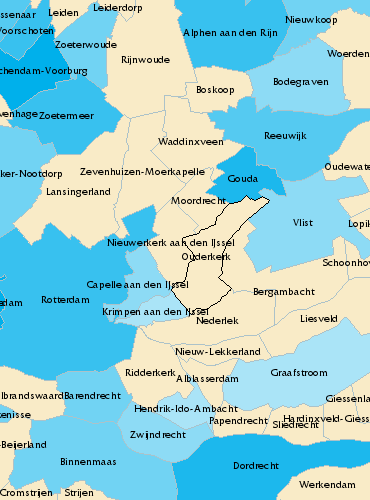 ssenaar
Leiden
Leiderdorp
Nieuwkoop
Voorschoten
Zoeterwoude
Alphen aan den Rijn
Rijnwoude
Woerden
chendam-Voorburg
Bodegraven
Boskoop
venhage
Zoetermeer
Reeuwijk
Waddinxveen
ker-Nootdorp
Zevenhuizen-Moerkapelle
Oudewate
Lansingerland
Gouda
Moordrecht
Vlist
Lopik
Nieuwerkerk aan den IJssel
Ouderkerk
Schoonhov
Capelle aan den IJssel
Bergambacht
edam
Rotterdam
Krimpen aan den IJssel
Nederlek
Liesveld
Nieuw-Lekkerland
Ridderkerk
Alblasserdam
Graafstroom
lbrandswaard
Barendrecht
Giessenla
Hendrik-Ido-Ambacht
kenisse
Papendrecht
Sliedrecht
Hardinxveld-Giess
Zwijndrecht
-Beijerland
Binnenmaas
Dordrecht
Cromstrijen
Strijen
Werkendam